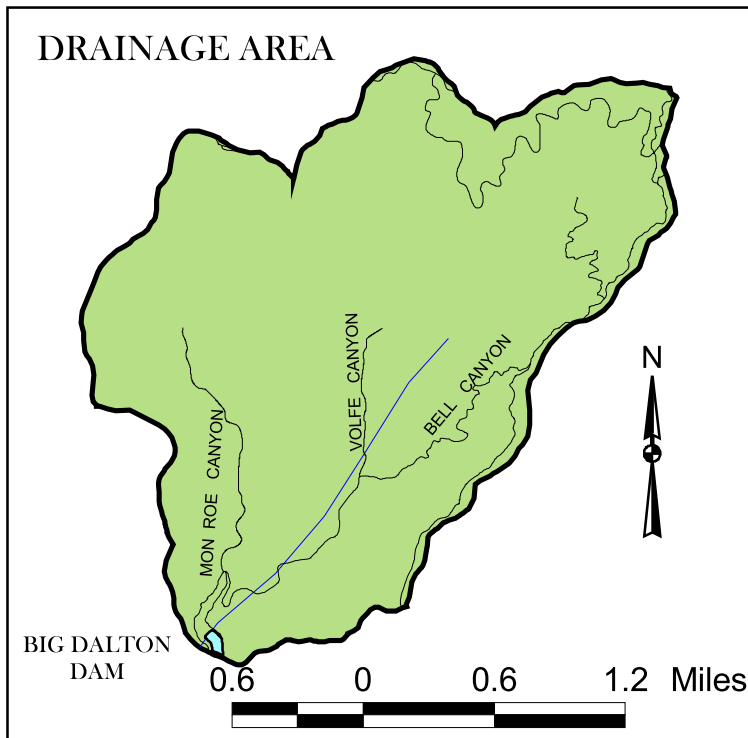 DRAINAGE AREA
MON ROE CANYON
VOLFE CANYON
BELL CANYON
N
BIG DALTON
DAM
0.6 0 0.6 1.2 Miles